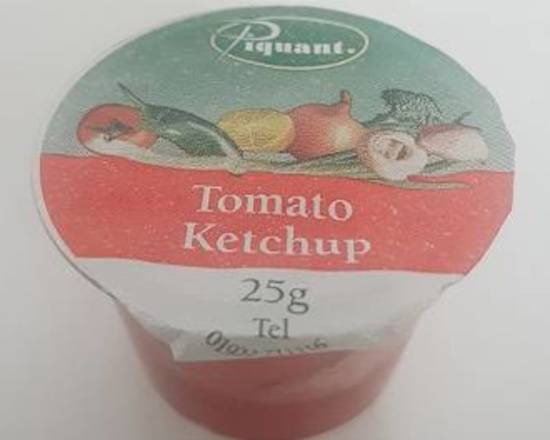 Piquant.
Tomato
Ketchup
25g
Tel